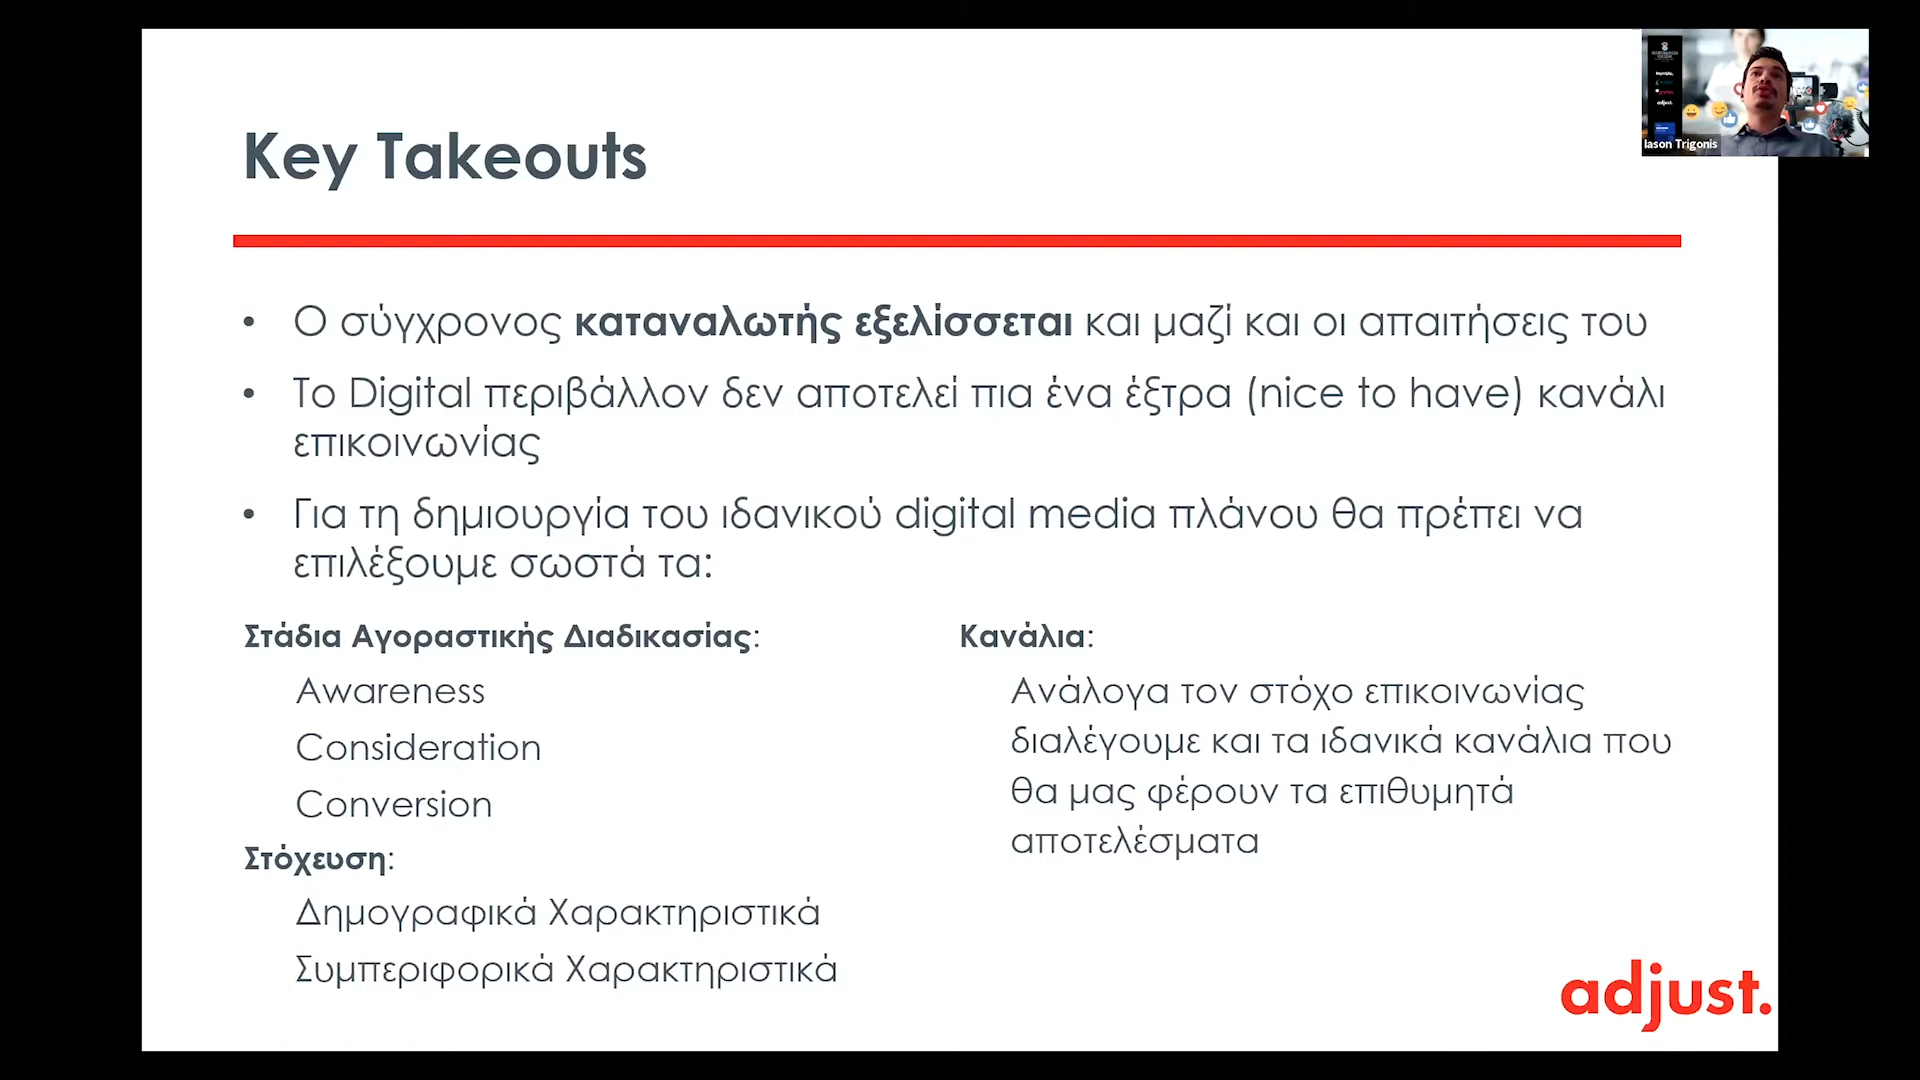 Key Takeouts
• Ο σύγχρονος καταναλωτής εξελίσσεται και μαζί και οι απαιτήσεις του
• Το Digital περιβάλλον δεν αποτελεί πια ένα έξτρα (nice to have) κανάλι
επικοινωνίας
• Για τη δημιουργία του ιδανικού digital media πλάνου θα πρέπει να
επιλέξουμε σωστά τα:
Στάδια Αγοραστικής Διαδικασίας:
Awareness
Consideration
Conversion
Στόχευση:
Δημογραφικά Χαρακτηριστικά
Συμπεριφορικά Χαρακτηριστικά
Κανάλια:
Ανάλογα τον στόχο επικοινωνίας
διαλέγουμε και τα ιδανικά κανάλια που
θα μας φέρουν τα επιθυμητά
αποτελέσματα
adjust.
adjust.
Iason Trigonis